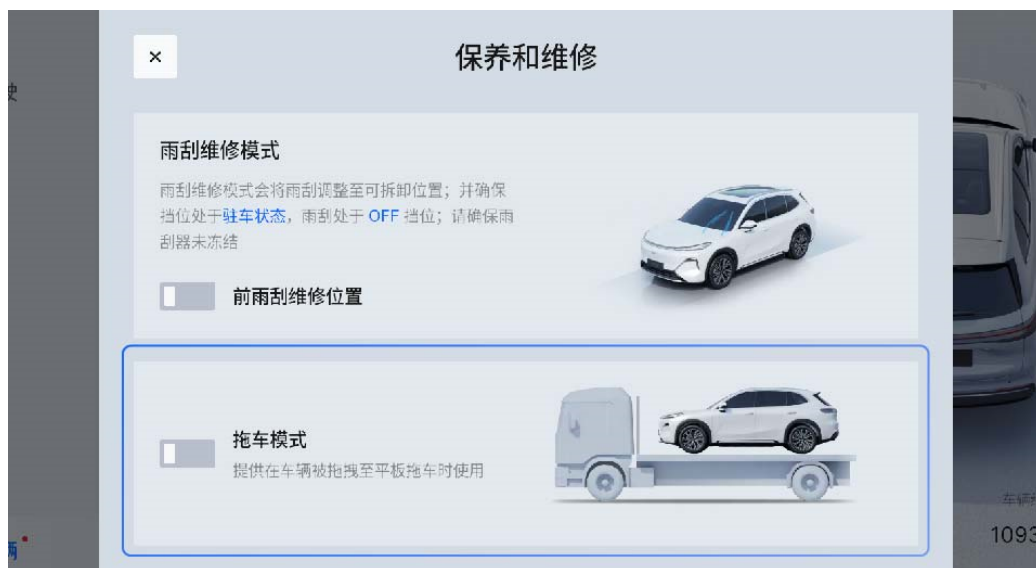 ×
保养和维修
雨刮维修模式
雨刮维修模式会将雨刮调整至可拆卸位置；并确保
挡位处于驻车状态，雨刮处于 OFF 挡位；请确保雨
刮器未冻结
前雨刮维修位置
拖车模式
提供在车辆被拖拽至平板拖车时使用
驶
辆
车辆
1093